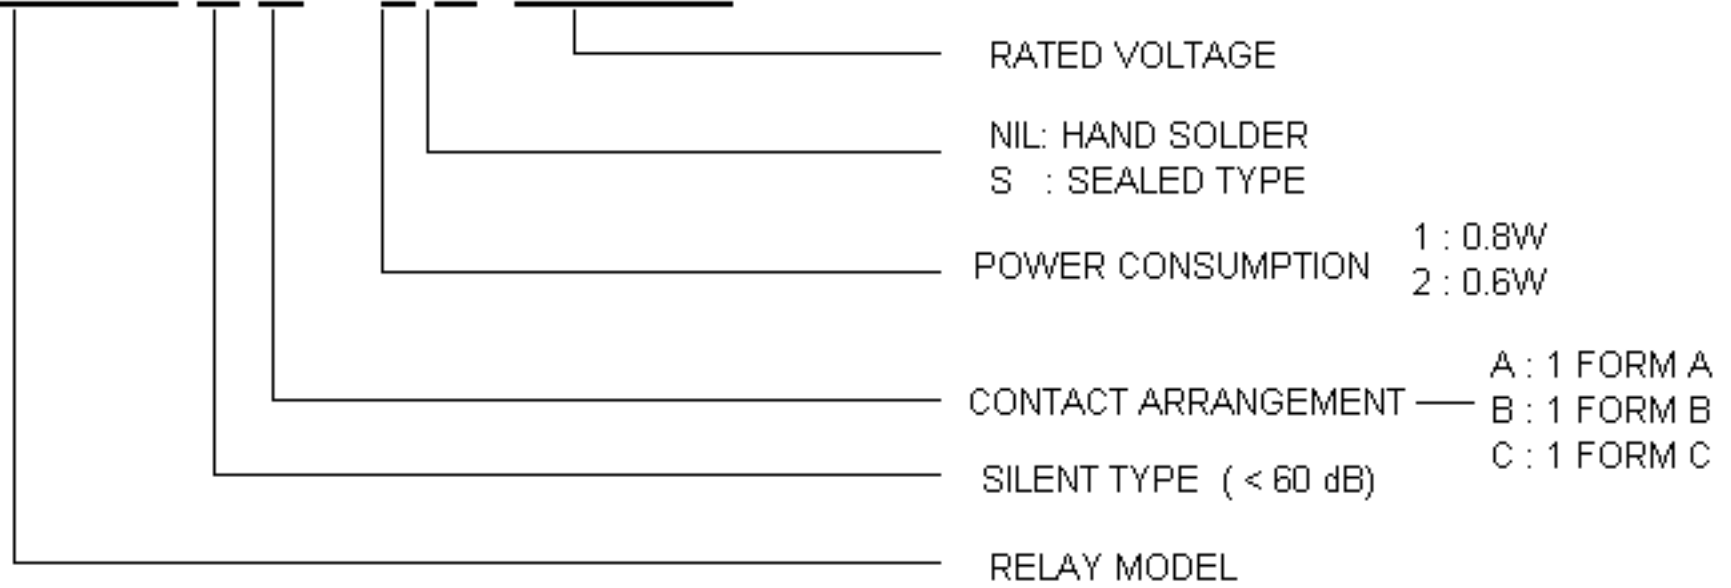 RATED VOLTAGE
NIL: HAND SOLDER
S : SEALED TYPE
POWER CONSUMPTION
1 : 0.8W
2 : 0.6W
CONTACT ARRANGEMENT
A : 1 FORM A
B : 1 FORM B
C : 1 FORM C
SILENT TYPE ( < 60 dB)
RELAY MODEL